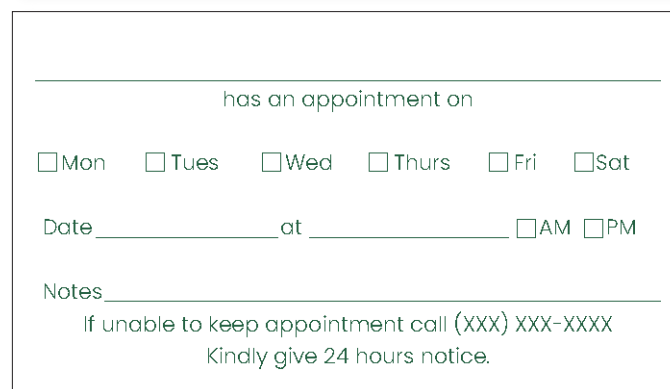 has an appointment on
Mon Tues Wed Thurs Fri Sat
Date at AM PM
Notes
If unable to keep appointment call (XXX) XXX-XXXX
Kindly give 24 hours notice.